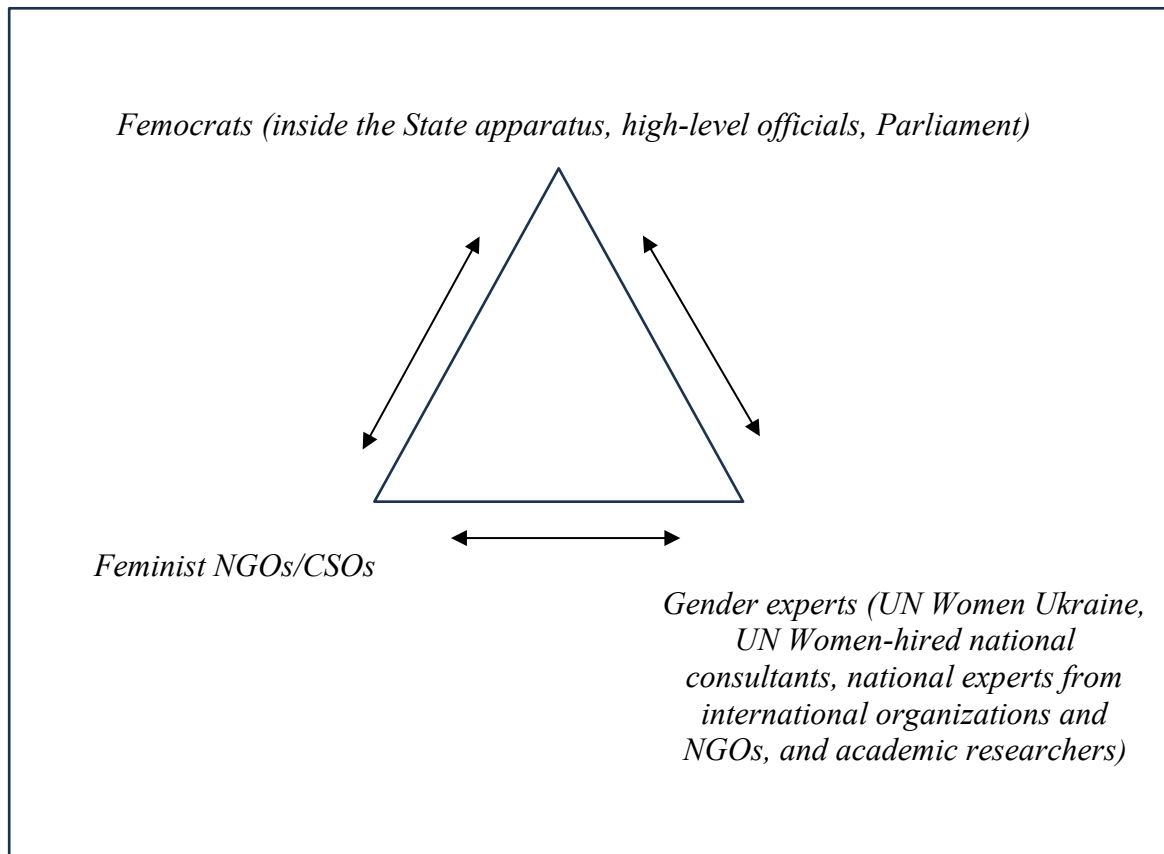 Femocrats (inside the State apparatus, high-level officials, Parliament)
Feminist NGOs/CSOs
Gender experts (UN Women Ukraine,
UN Women-hired national
consultants, national experts from
international organizations and
NGOs, and academic researchers)